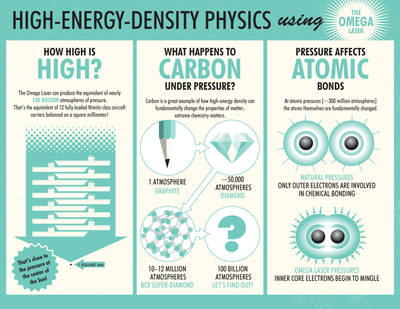 HIGH-ENERGY-DENSITY PHYSICS using
THE
OMEGA
LASER
HOW HIGH IS
HIGH?
The Omega Laser can produce the equivalent of nearly
100 BILLION atmospheres of pressure.
That's the equivalent of 12 fully loaded Nimitz-class aircraft
carriers balanced on a square millimeter!
1 SQUARE MM
That's close to
the pressure at
the center of
the Sun!
WHAT HAPPENS TO
CARBON
UNDER PRESSURE?
Carbon is a great example of how high-energy density can
fundamentally change the properties of matter;
extreme chemistry matters.
1 ATMOSPHERE
GRAPHITE
~50,000
ATMOSPHERES
DIAMOND
10–12 MILLION
ATMOSPHERES
BC8 SUPER-DIAMOND
?
100 BILLION
ATMOSPHERES
LET'S FIND OUT!
PRESSURE AFFECTS
ATOMIC
BONDS
At atomic pressures (~300 million atmospheres)
the atoms themselves are fundamentally changed.
NATURAL PRESSURES
ONLY OUTER ELECTRONS ARE INVOLVED
IN CHEMICAL BONDING
OMEGA LASER PRESSURES
INNER CORE ELECTRONS BEGIN TO MINGLE